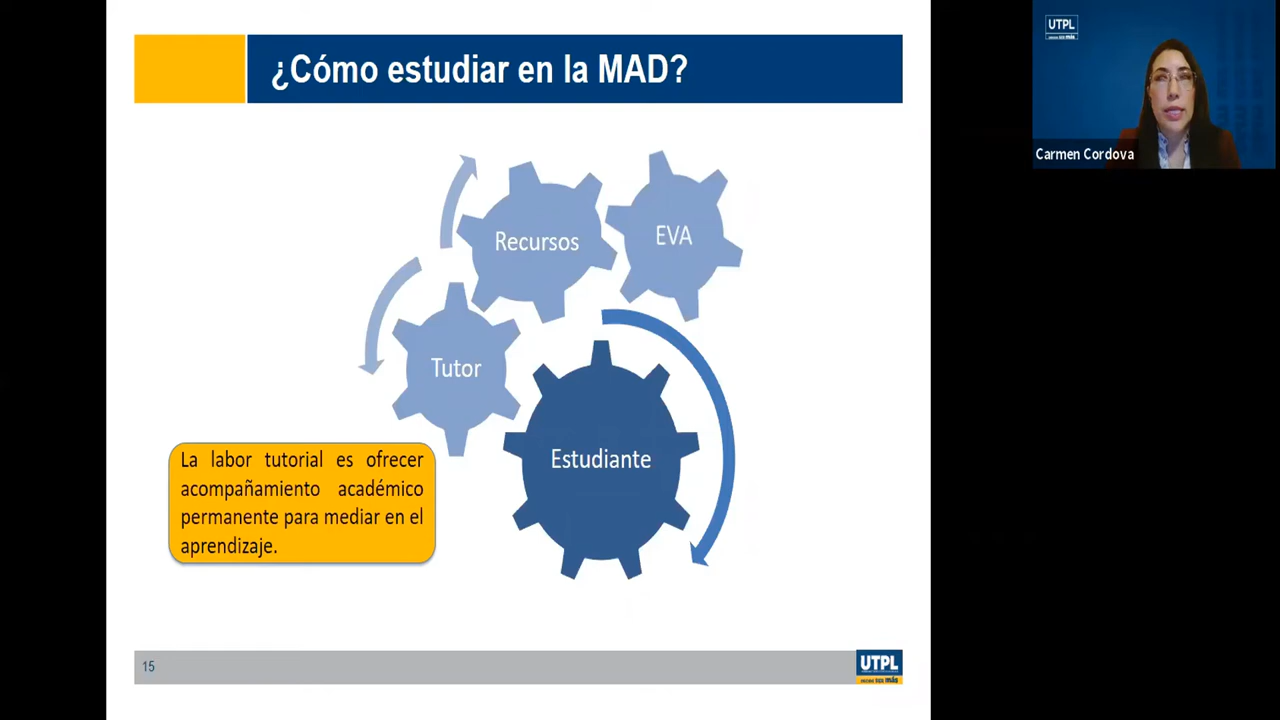 ¿Cómo estudiar en la MAD?
UTPL
Carmen Cordova
Recursos
EVA
Tutor
Estudiante
La labor tutorial es ofrecer
acompañamiento académico
permanente para mediar en el
aprendizaje.
15
UTPL